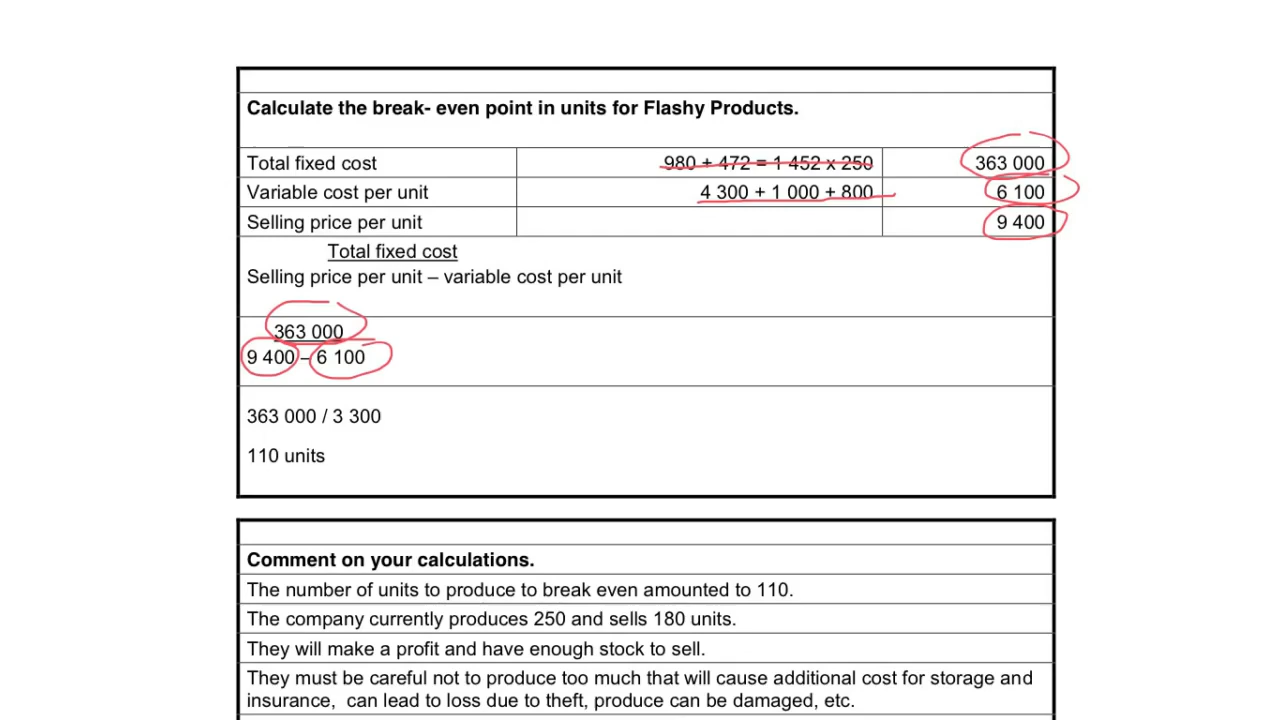 Calculate the break- even point in units for Flashy Products.
Total fixed cost 980 + 472 = 1 452 x 250 363 000
Variable cost per unit 4 300 + 1 000 + 800 6 100
Selling price per unit 9 400
Total fixed cost
Selling price per unit – variable cost per unit
363 000
9 400 – 6 100
363 000 / 3 300
110 units
Comment on your calculations.
The number of units to produce to break even amounted to 110.
The company currently produces 250 and sells 180 units.
They will make a profit and have enough stock to sell.
They must be careful not to produce too much that will cause additional cost for storage and
insurance, can lead to loss due to theft, produce can be damaged, etc.